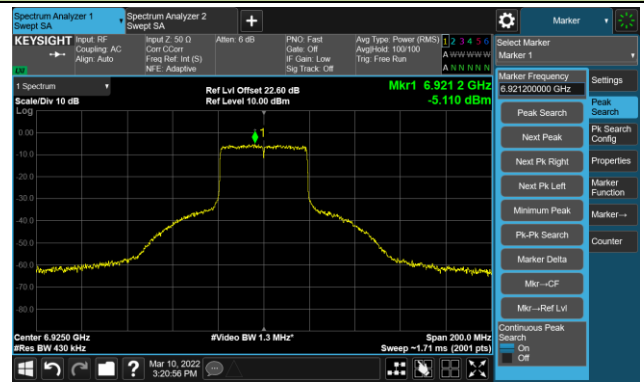 Spectrum Analyzer 1
Swept SA
Spectrum Analyzer 2
Swept SA
+
Marker
KEYSIGHT
Input: RF
Coupling: AC
Align: Auto
Input Z: 50 Ω
Corr CCorr
Freq Ref: Int (S)
NFE: Adaptive
Atten: 6 dB
PNO: Fast
Gate: Off
IF Gain: Low
Sig Track: Off
Avg Type: Power (RMS)
Avg|Hold: 100/100
Trig: Free Run
1 2 3 4 5 6
A W W W W W
A N N N N N
LW
Select Marker
Marker 1
1 Spectrum
Scale/Div 10 dB
Log
Ref Lvl Offset 22.60 dB
Ref Level 10.00 dBm
Mkr1 6.921 2 GHz
-5.110 dBm
1
0.00
-10.0
-20.0
-30.0
-40.0
-50.0
-60.0
-70.0
-80.0
Center 6.9250 GHz
#Res BW 430 kHz
#Video BW 1.3 MHz*
Span 200.0 MHz
Sweep ~1.71 ms (2001 pts)
Marker Frequency
6.921200000 GHz
Peak Search
Next Peak
Next Pk Right
Next Pk Left
Minimum Peak
Pk-Pk Search
Marker Delta
Mkr→CF
Mkr→Ref Lvl
Continuous Peak
Search
On
Off
Settings
Peak
Search
Pk Search
Config
Properties
Marker
Function
Marker→
Counter
?
Mar 10, 2022
3:20:56 PM